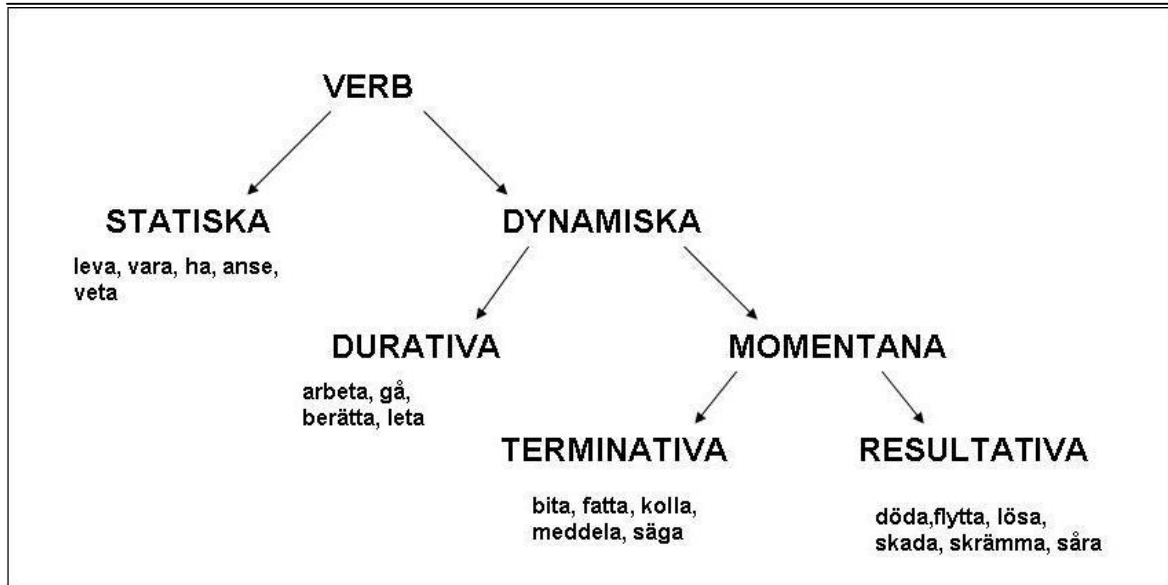 VERB
STATISKA
DYNAMISKA
leva, vara, ha, anse,
veta
DURATIVA
MOMENTANA
arbeta, gå,
berätta, leta
TERMINATIVA
RESULTATIVA
bita, fatta, kolla,
meddela, säga
döda,flytta, lösa,
skada, skrämma, såra